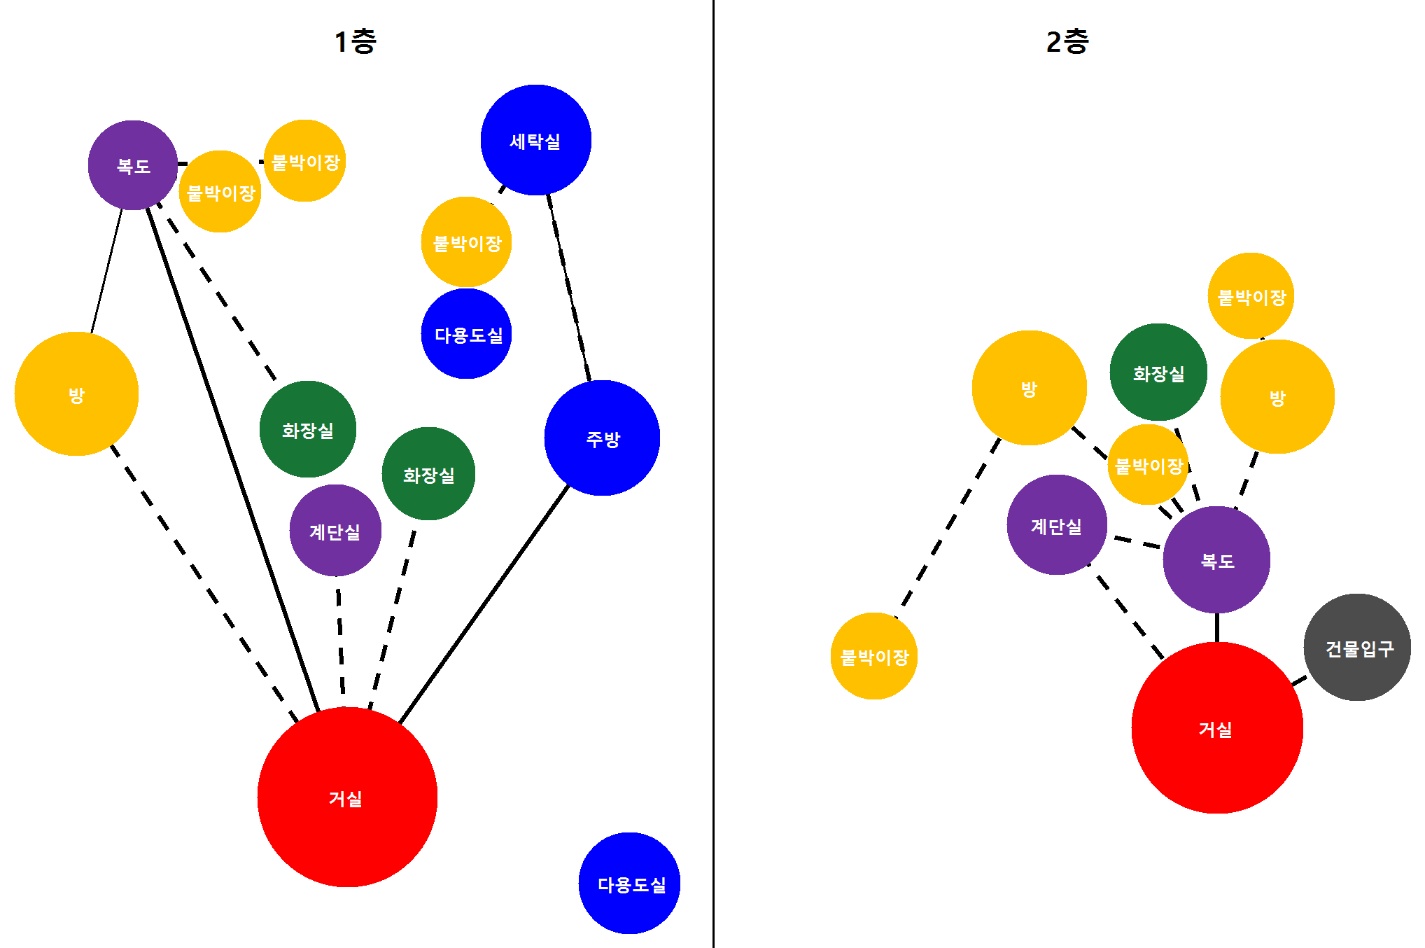 1층
2층
세탁실
복도
붙박이장
붙박이장
붙박이장
다용도실
방
화장실
주방
화장실
계단실
거실
다용도실
붙박이장
화장실
방
방
붙박이장
계단실
복도
건물입구
붙박이장
거실